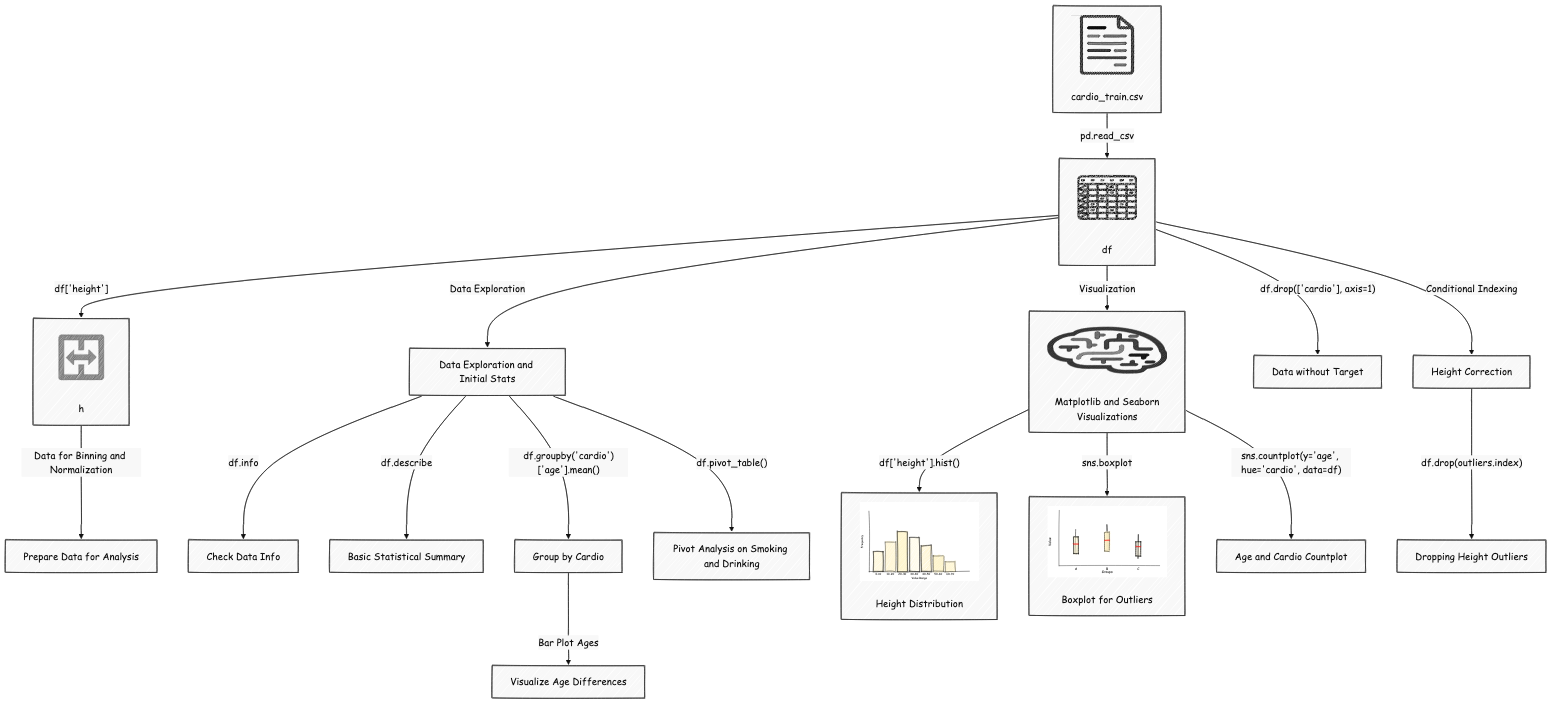 cardio_train.csv
pd.read_csv
df
df['height']
Data Exploration
Visualization
df.drop(['cardio'], axis=1)
Conditional Indexing
h
Data Exploration and
Initial Stats
Matplotlib and Seaborn
Visualizations
Data without Target
Height Correction
Data for Binning and
Normalization
df.info
df.describe
df.groupby('cardio')
['age'].mean()
df.pivot_table()
df['height'].hist()
sns.boxplot
sns.countplot(y='age',
hue='cardio', data=df)
df.drop(outliers.index)
Prepare Data for Analysis
Check Data Info
Basic Statistical Summary
Group by Cardio
Pivot Analysis on Smoking
and Drinking
Height Distribution
A B C
Boxplot for Outliers
Age and Cardio Countplot
Dropping Height Outliers
Bar Plot Ages
Visualize Age Differences